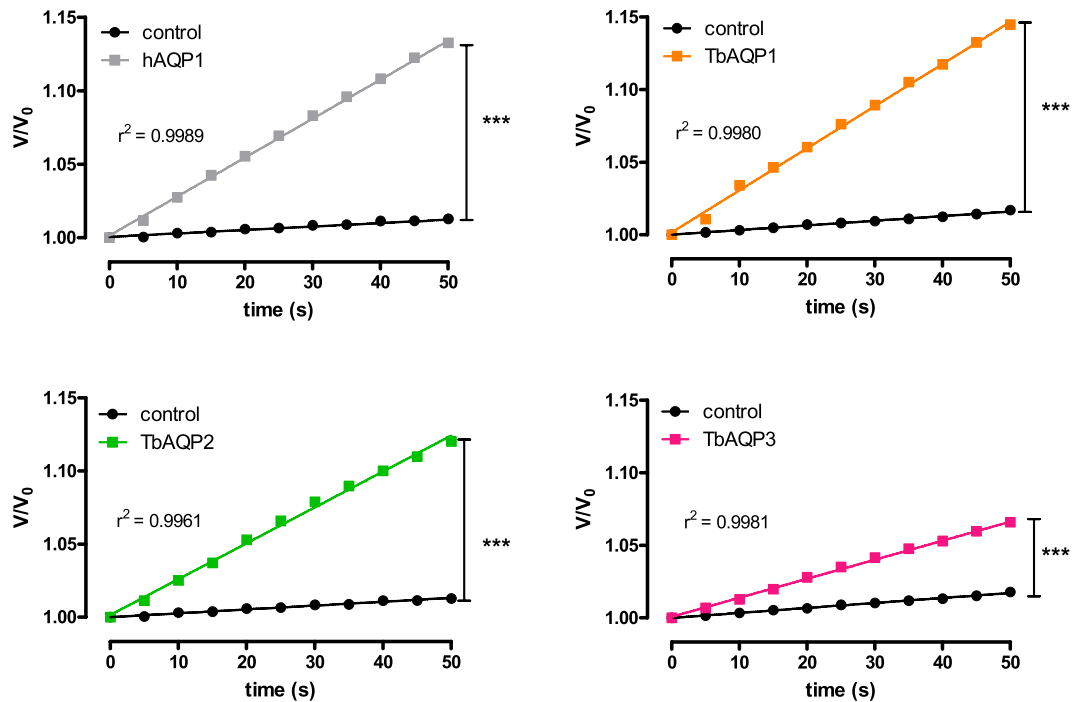 1.15
control
hAQP1
1.10
V/V0
r2 = 0.9989
***
1.05
1.00
0 10 20 30 40 50
time (s)
1.15
control
TbAQP1
1.10
V/V0
r2 = 0.9980
***
1.05
1.00
0 10 20 30 40 50
time (s)
1.15
control
TbAQP2
1.10
V/V0
r2 = 0.9961
***
1.05
1.00
0 10 20 30 40 50
time (s)
1.15
control
TbAQP3
1.10
V/V0
r2 = 0.9981
***
1.05
1.00
0 10 20 30 40 50
time (s)